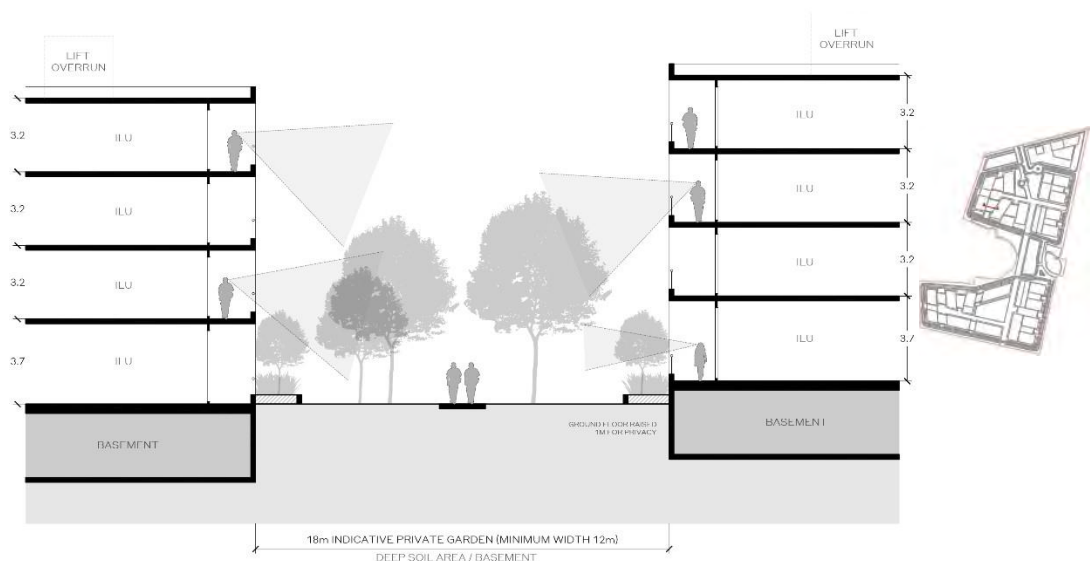 LIFT
OVERRUN
LIFT
OVERRUN
3.2
ILU
ILU
3.2
3.2
ILU
ILU
3.2
3.2
ILU
ILU
3.2
3.7
ILU
ILU
3.7
GROUND FLOOR RAISED
1M FOR PRIVACY
BASEMENT
BASEMENT
18m INDICATIVE PRIVATE GARDEN (MINIMUM WIDTH 12m)
DEEP SOIL AREA / BASEMENT